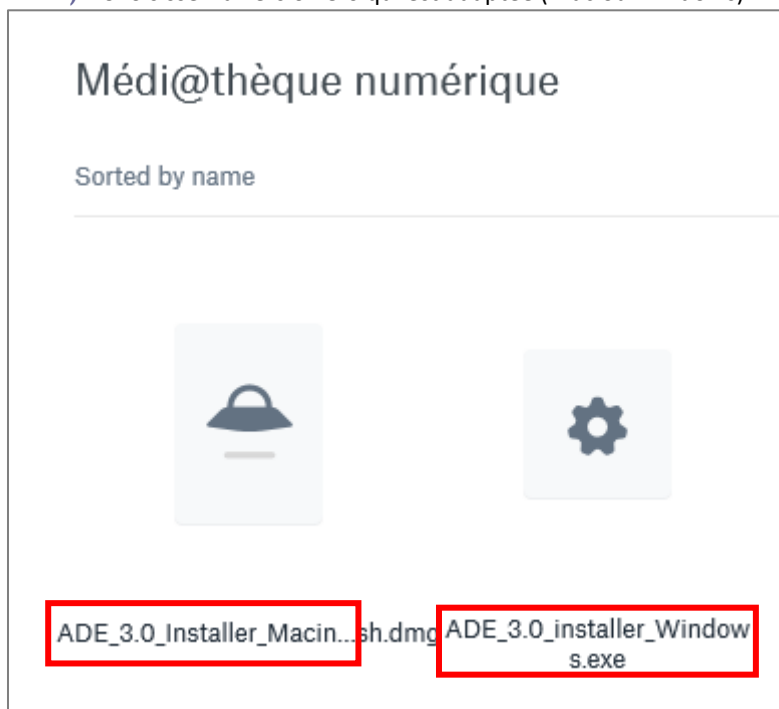 Médi@thèque numérique
Sorted by name
ADE_3.0_Installer_Macin...sh.dmg
ADE_3.0_installer_Window
s.exe